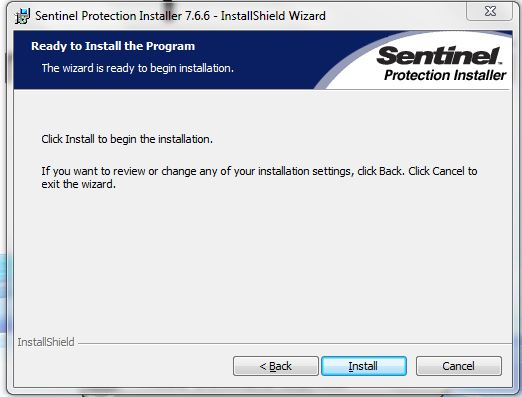 Sentinel Protection Installer 7.6.6 - InstallShield Wizard
Ready to Install the Program
The wizard is ready to begin installation.
Sentinel
Protection Installer
Click Install to begin the installation.
If you want to review or change any of your installation settings, click Back. Click Cancel to
exit the wizard.
InstallShield
< Back
Install
Cancel